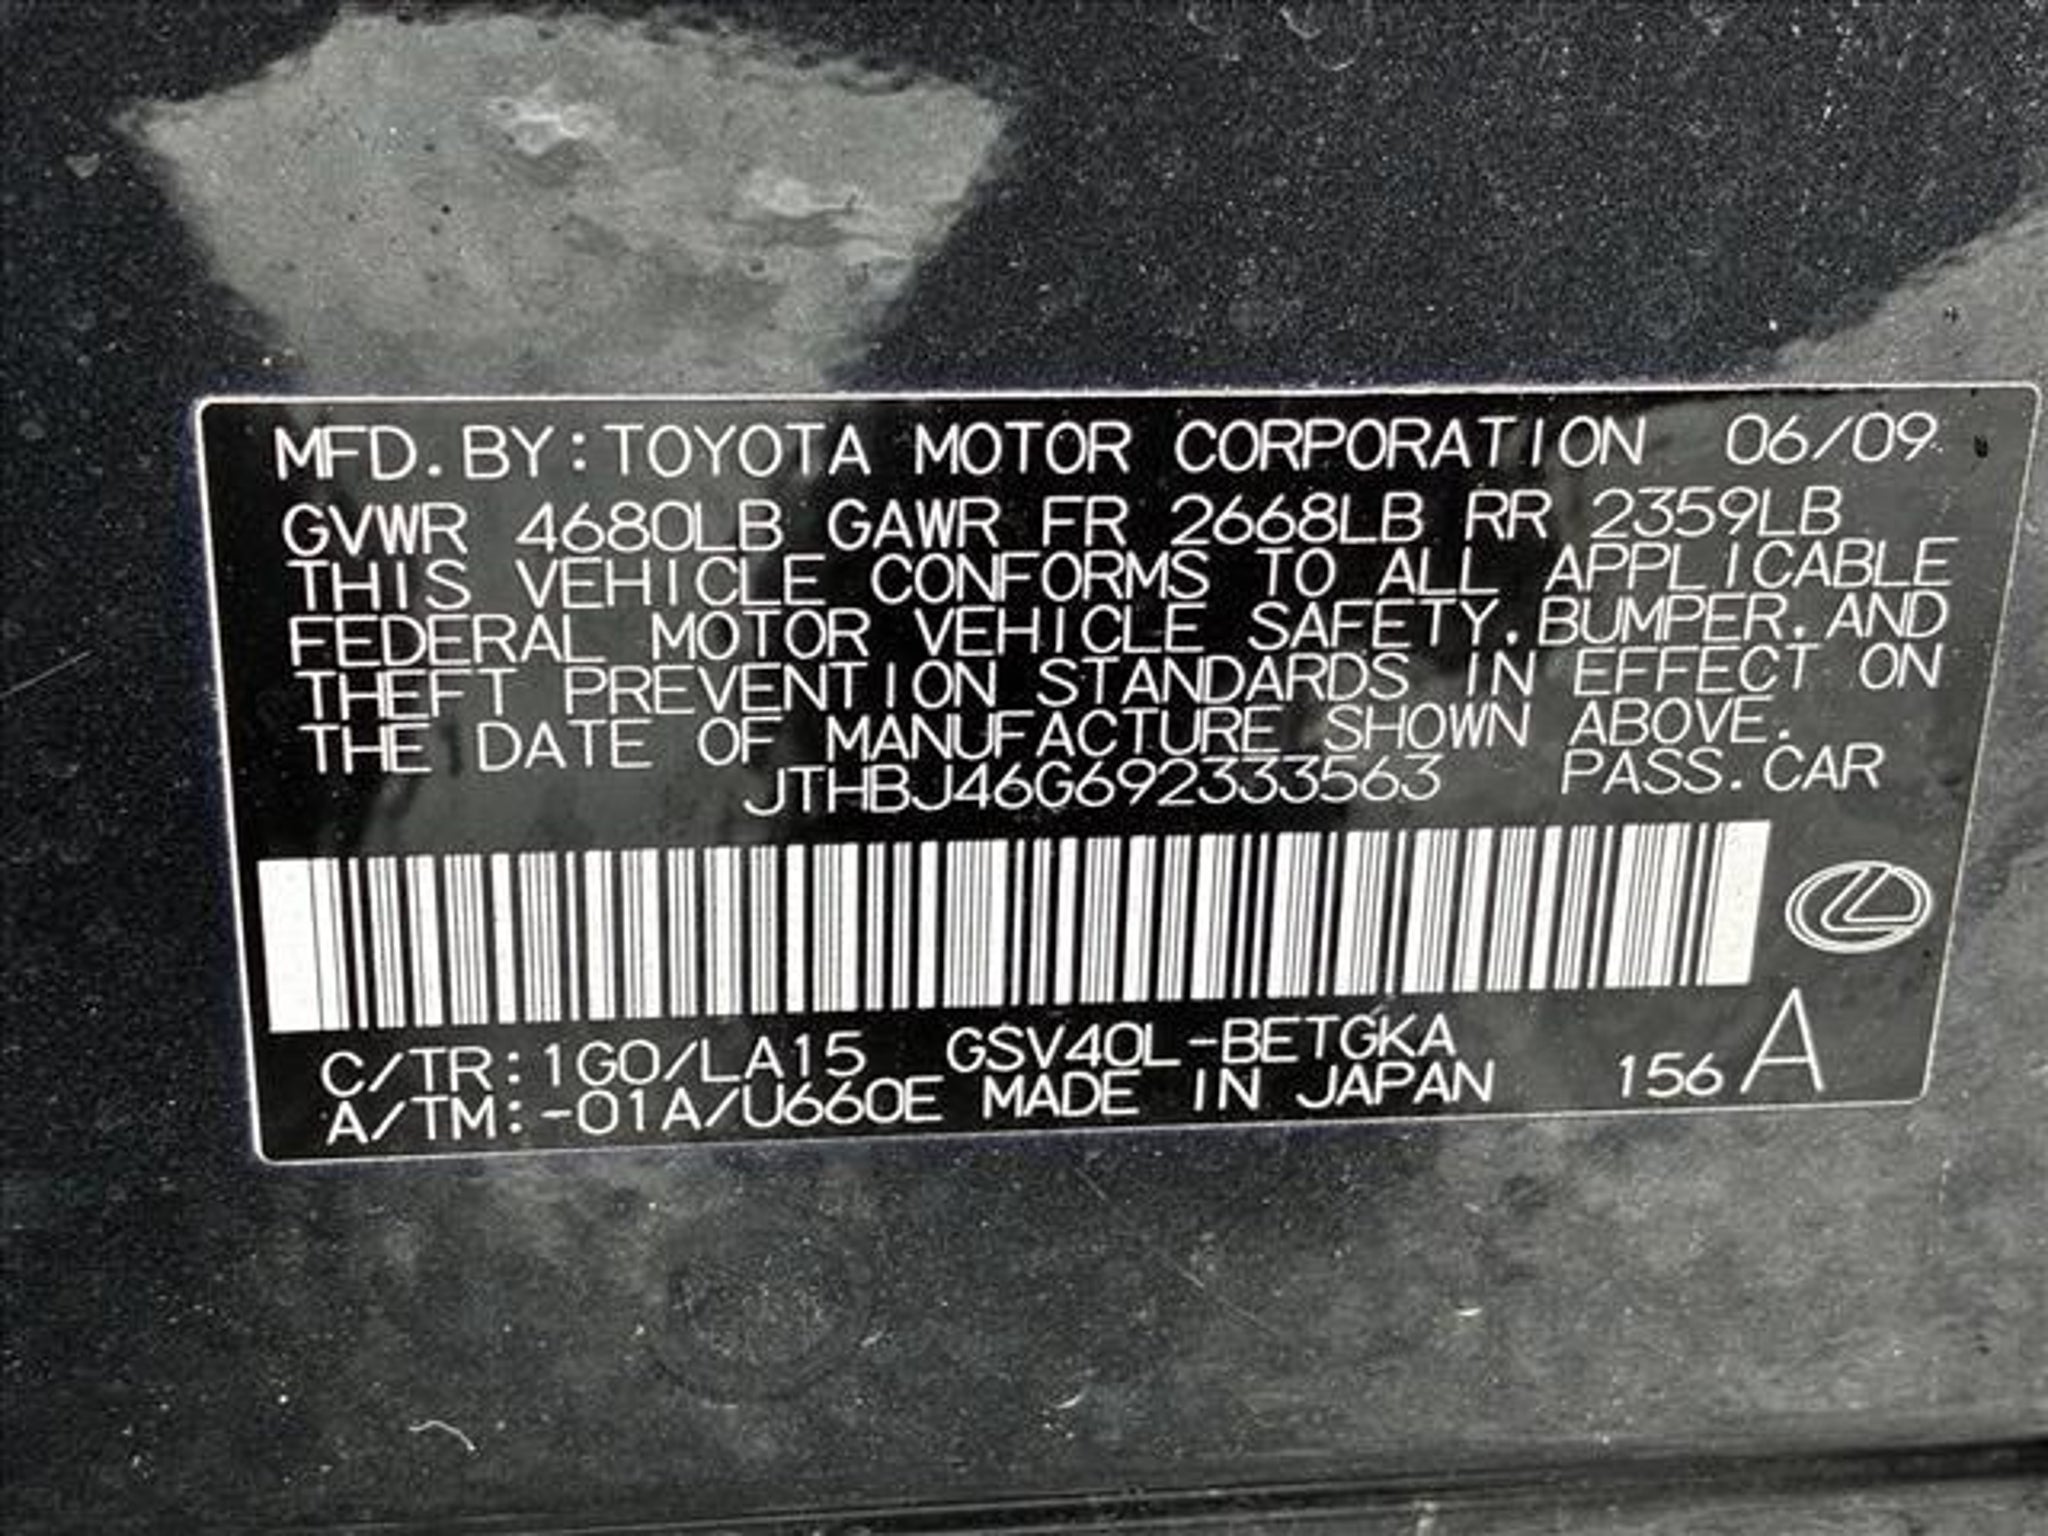 MFD. BY:TOYOTA MOTOR CORPORATION 06/09
GVWR 4680LB GAWR FR 2668LB RR 2359LB
THIS VEHICLE CONFORMS TO ALL APPLICABLE
FEDERAL MOTOR VEHICLE SAFETY. BUMPER. AND
THEFT PREVENTION STANDARDS IN EFFECT ON
THE DATE OF MANUFACTURE SHOWN ABOVE.
JTHBJ46G692333563 PASS. CAR
C/TR:1G0/LA15 GSV40L-BETGKA
A/TM:-01A/U660E MADE IN JAPAN 156 A